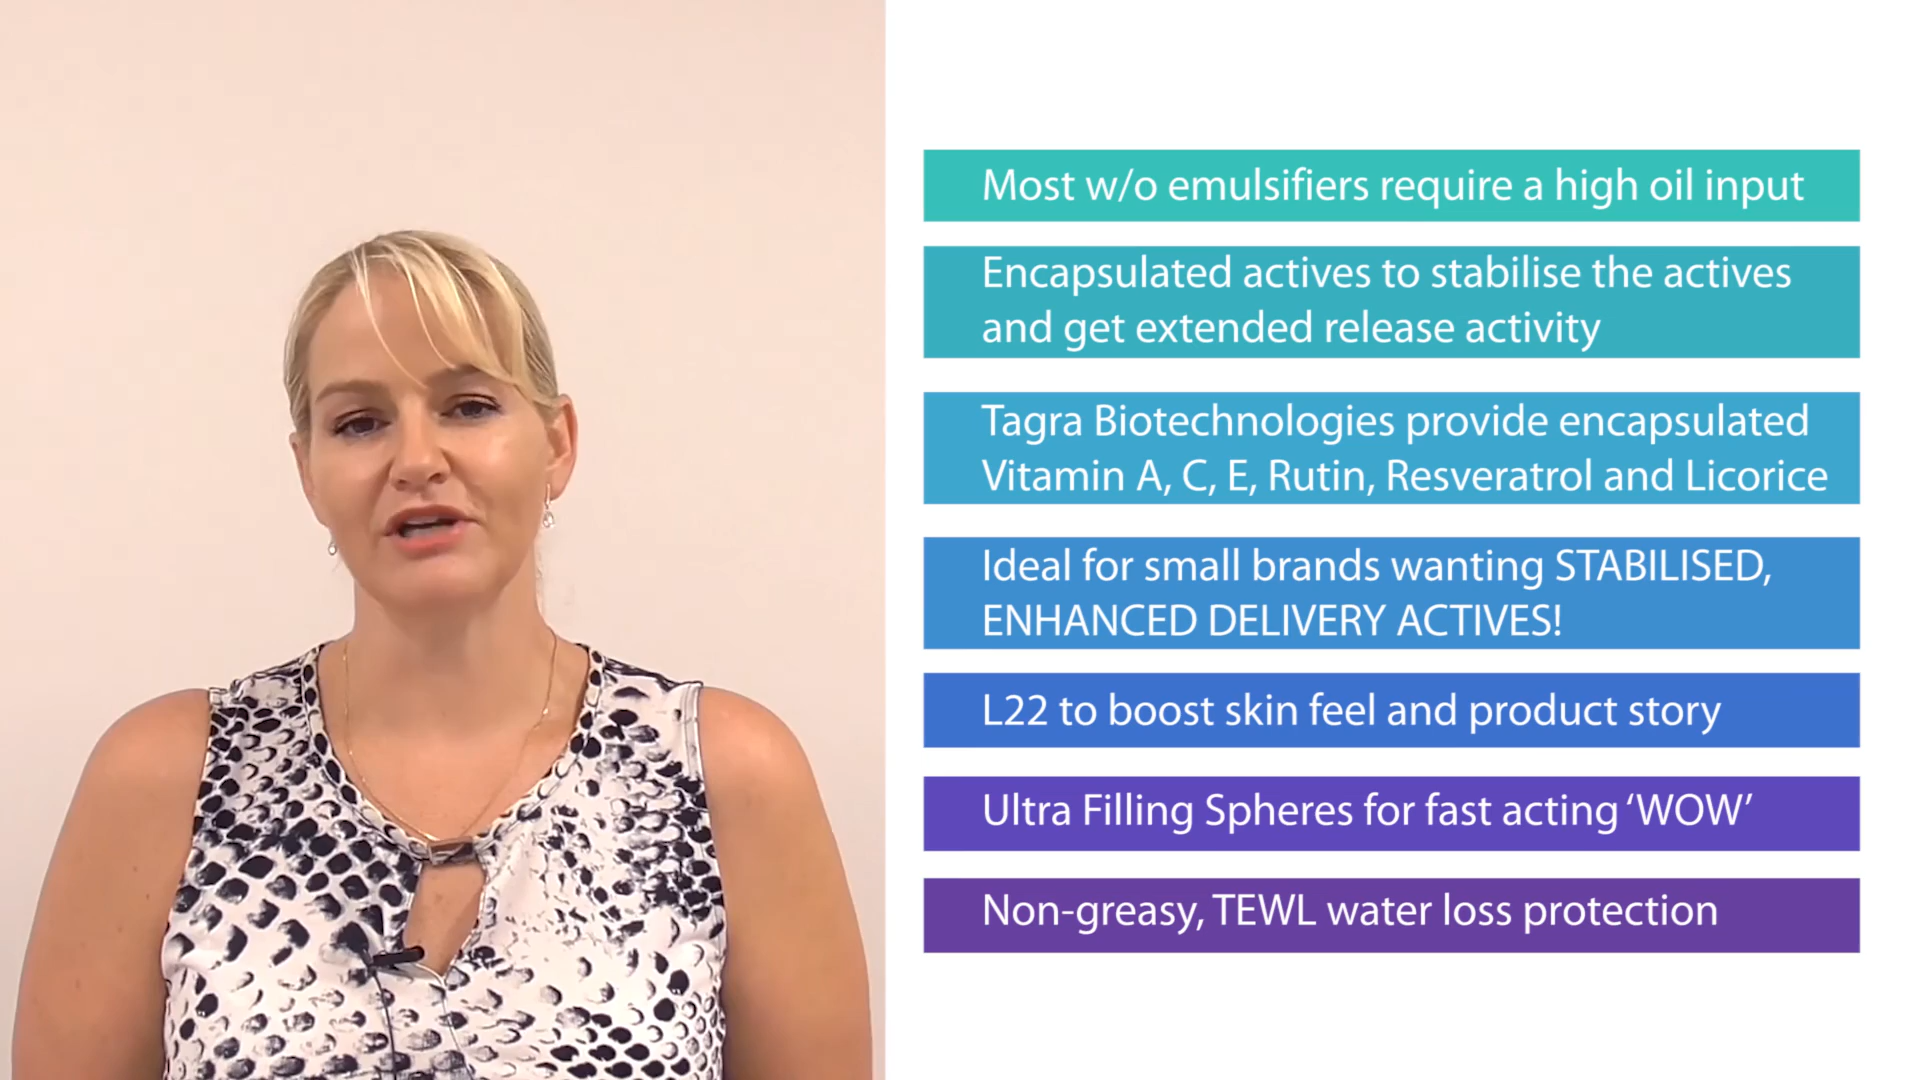 Most w/o emulsifiers require a high oil input
Encapsulated actives to stabilise the actives
and get extended release activity
Tagra Biotechnologies provide encapsulated
Vitamin A, C, E, Rutin, Resveratrol and Licorice
Ideal for small brands wanting STABILISED,
ENHANCED DELIVERY ACTIVES!
L22 to boost skin feel and product story
Ultra Filling Spheres for fast acting ‘WOW’
Non-greasy, TEWL water loss protection